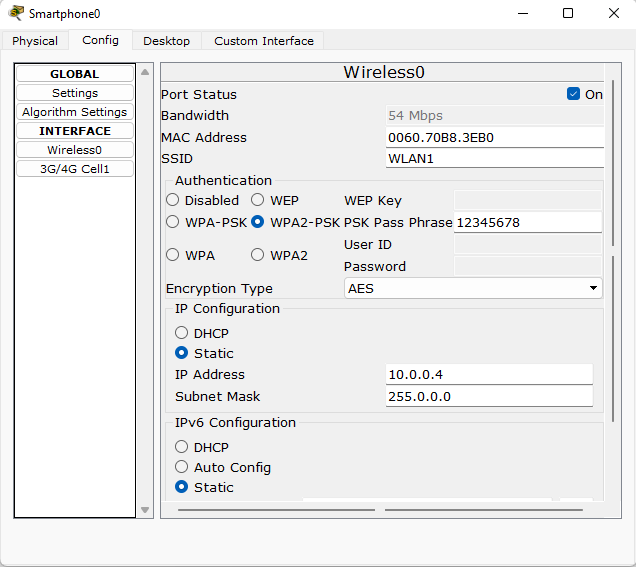 Smartphone0
Physical Config Desktop Custom Interface
GLOBAL
Settings
Algorithm Settings
INTERFACE
Wireless0
3G/4G Cell1
Wireless0
Port Status On
Bandwidth 54 Mbps
MAC Address 0060.70B8.3EB0
SSID WLAN1
Authentication
Disabled WEP WEP Key
WPA-PSK WPA2-PSK PSK Pass Phrase 12345678
User ID
WPA WPA2
Password
Encryption Type AES
IP Configuration
DHCP
Static
IP Address 10.0.0.4
Subnet Mask 255.0.0.0
IPv6 Configuration
DHCP
Auto Config
Static